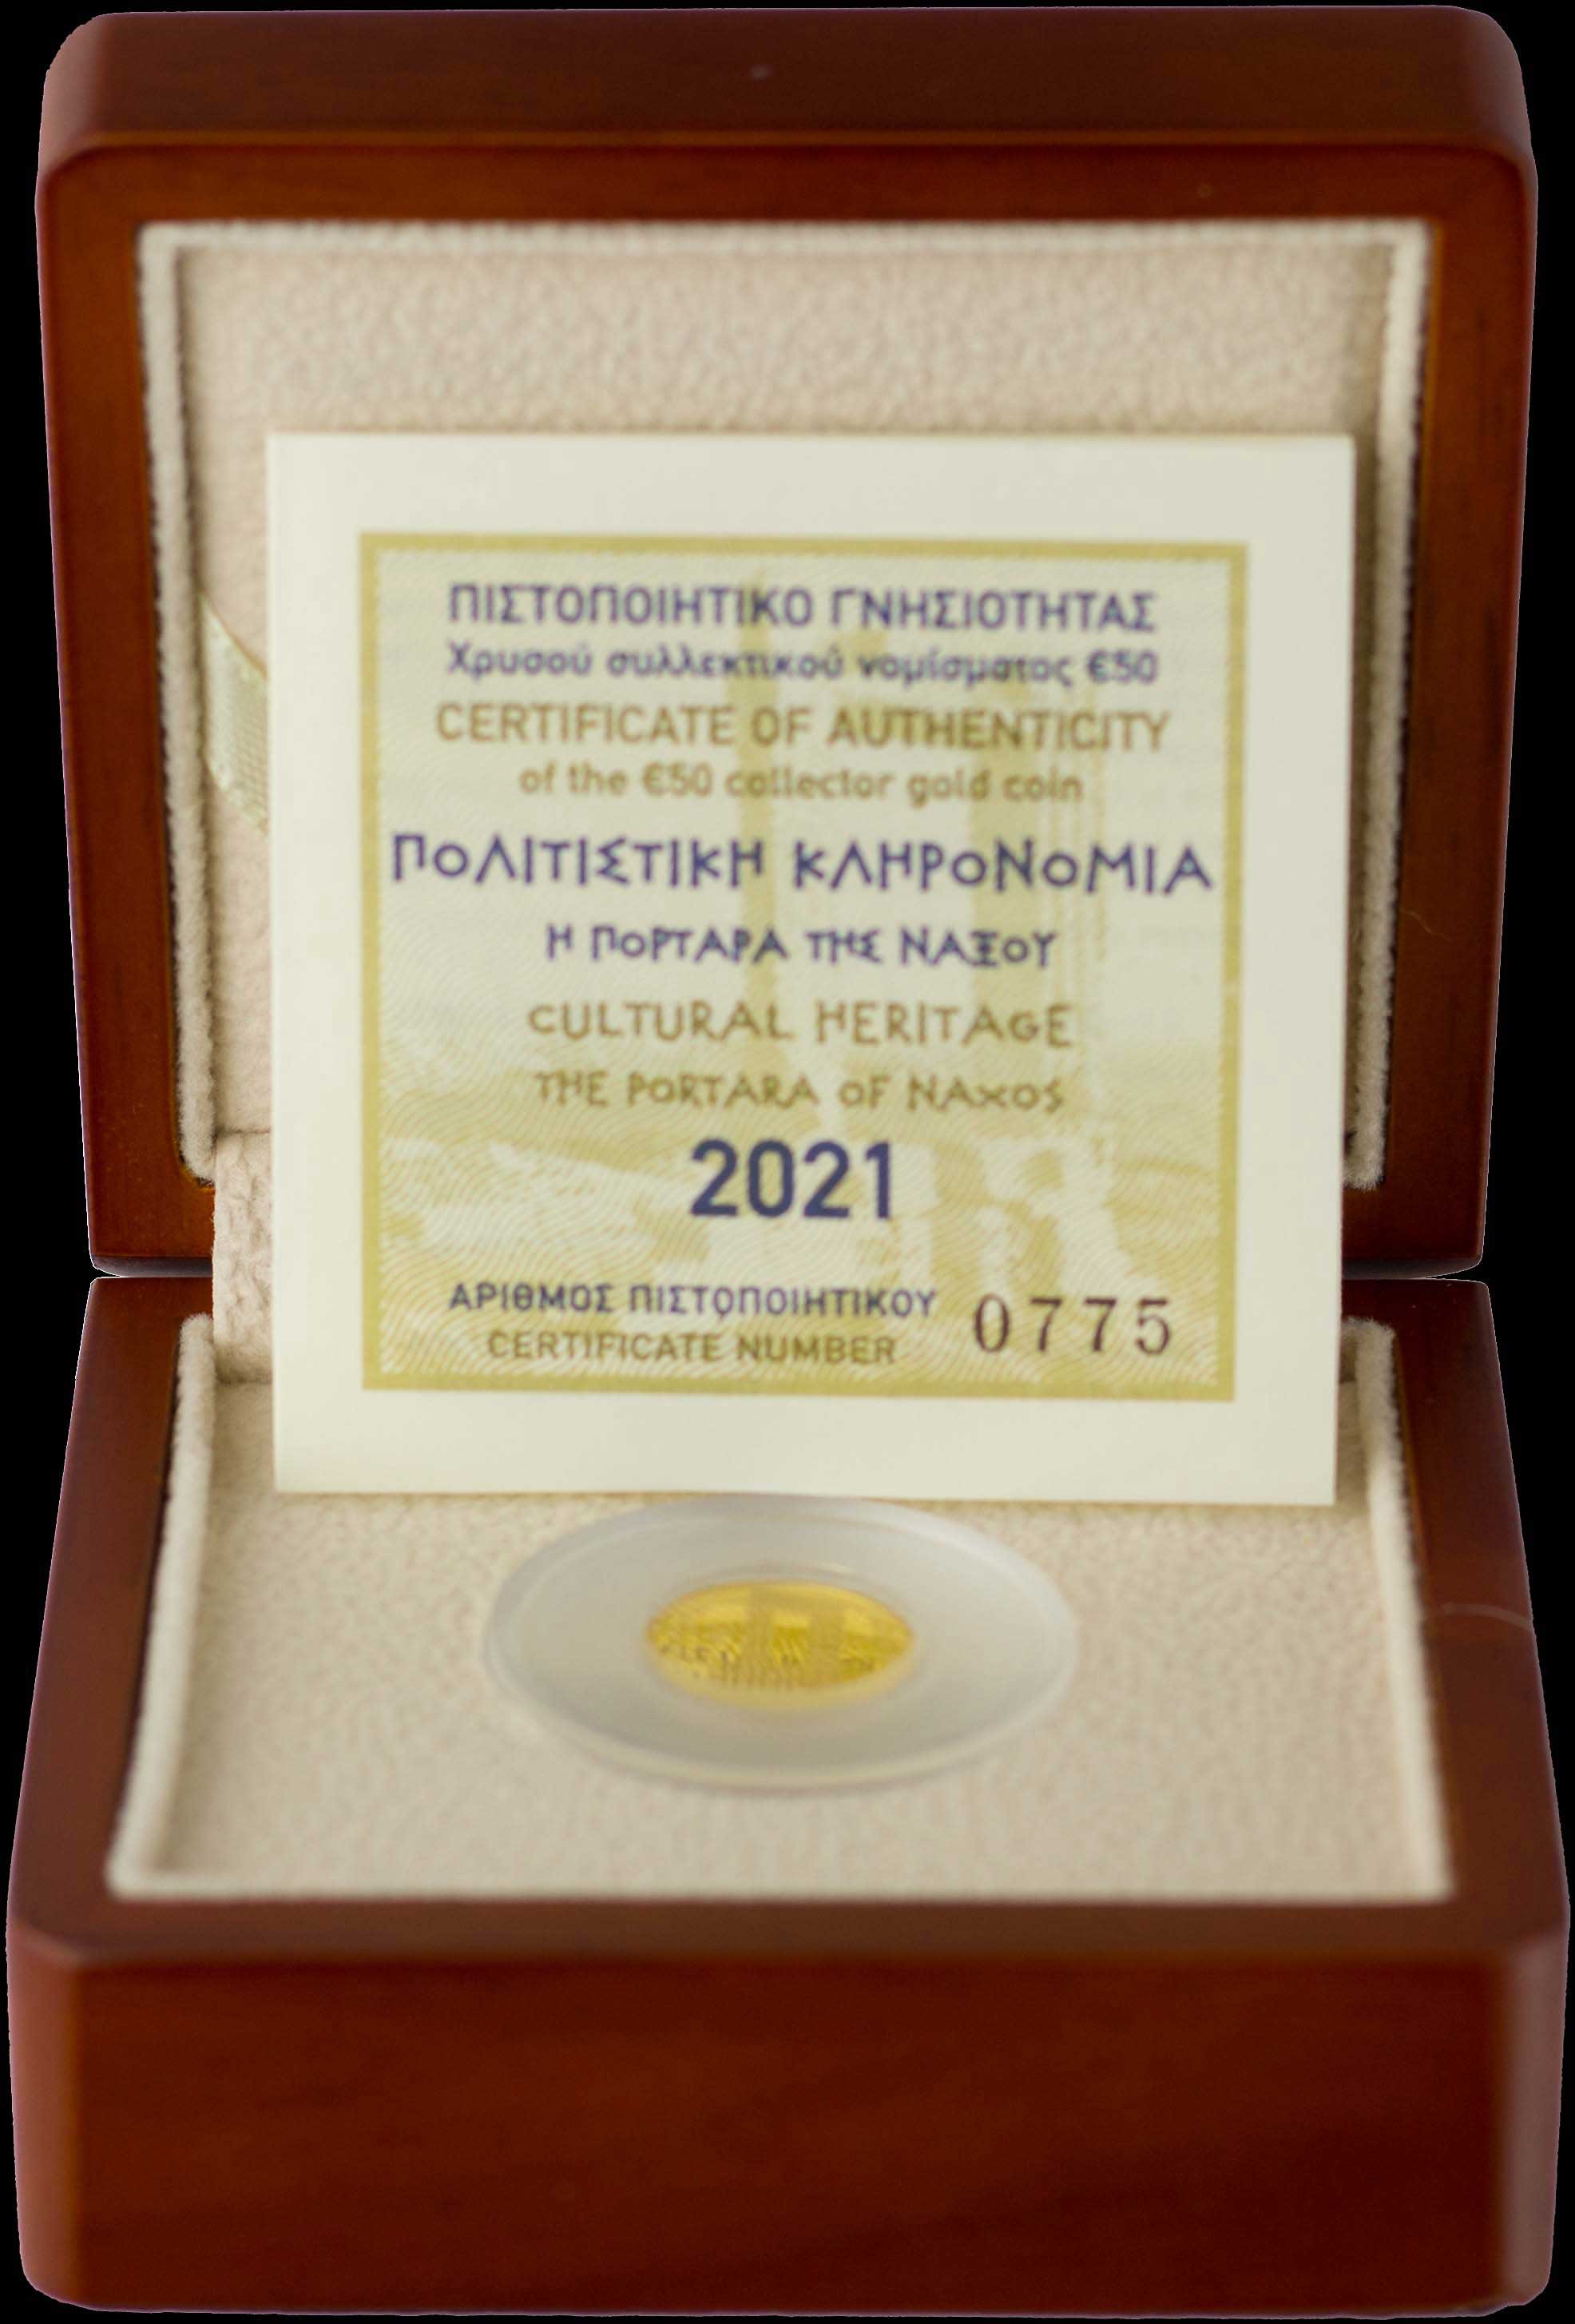 ΠΙΣΤΟΠΟΙΗΤΙΚΟ ΓΝΗΣΙΟΤΗΤΑΣ
Χρυσού συλλεκτικού νομίσματος €50
CERTIFICATE OF AUTHENTICITY
of the €50 collector gold coin
ΠΟΛΙΤΙΣΤΙΚΗ ΚΛΗΡΟΝΟΜΙΑ
Η ΠΟΡΤΑΡΑ ΤΗΣ ΝΑΞΟΥ
CULTURAL HERITAGE
THE PORTARA OF NAXOS
2021
ΑΡΙΘΜΟΣ ΠΙΣΤΟΠΟΙΗΤΙΚΟΥ 0775
CERTIFICATE NUMBER